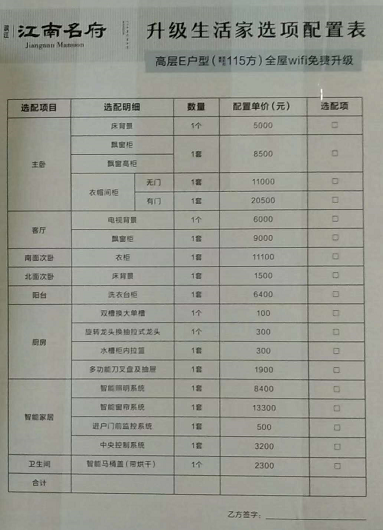 滨江 江南名府
Jiangnan Mansion
升级生活家选项配置表
高层E户型（115方）全屋wifi免费升级
选配项目 选配明细 数量 配置单价（元） 选配项
主卧 床背景 1个 5000 □
飘窗柜 飘窗高柜 1套 8500 □
衣帽间柜 无门 1套 11000 □
有门 1套 20500 □
客厅 电视背景 1个 6000 □
飘窗柜 1套 9000 □
南面次卧 衣柜 1套 11100 □
北面次卧 床背景 1套 1500 □
阳台 洗衣台柜 1套 6400 □
厨房 双槽换大单槽 1个 100 □
旋转龙头换抽拉式龙头 1个 300 □
水槽柜内拉篮 1套 300 □
多功能刀叉盘及抽屉 1套 1900 □
智能家居 智能照明系统 1套 8400 □
智能窗帘系统 1套 13300 □
进户门前监控系统 1套 500 □
中央控制系统 1套 3200 □
卫生间 智能马桶盖（带烘干） 1个 2300 □
合计
乙方签字：